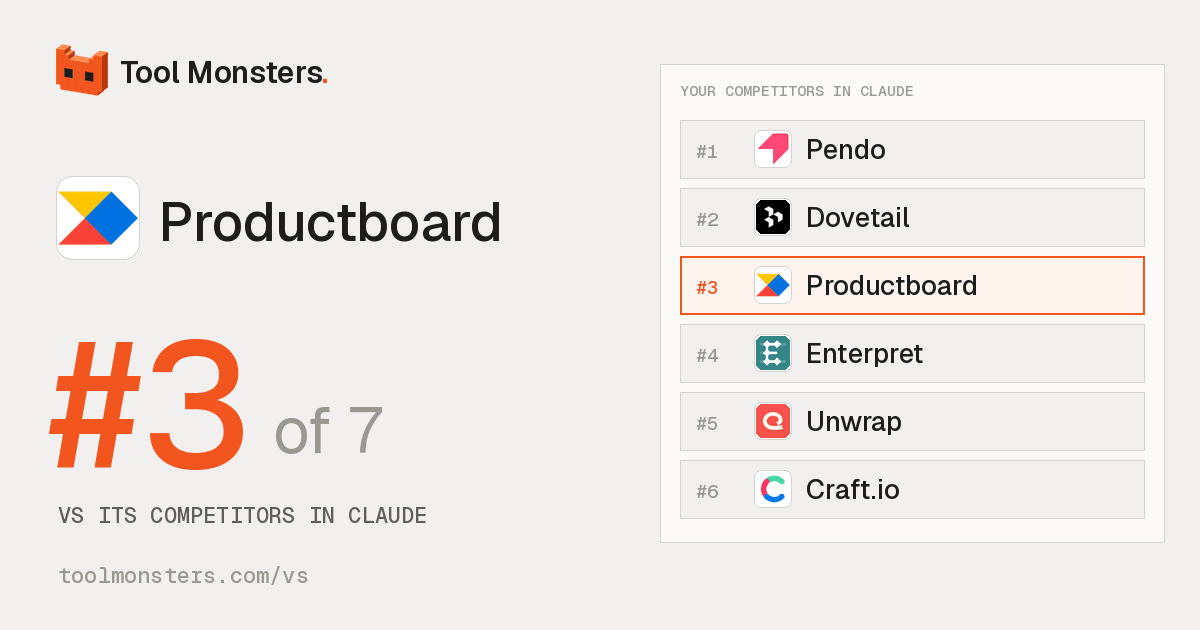 Tool Monsters.
Productboard
#3 of 7
VS ITS COMPETITORS IN CLAUDE
toolmonsters.com/vs
YOUR COMPETITORS IN CLAUDE
#1 Pendo
#2 Dovetail
#3 Productboard
#4 Enterpret
#5 Unwrap
#6 Craft.io